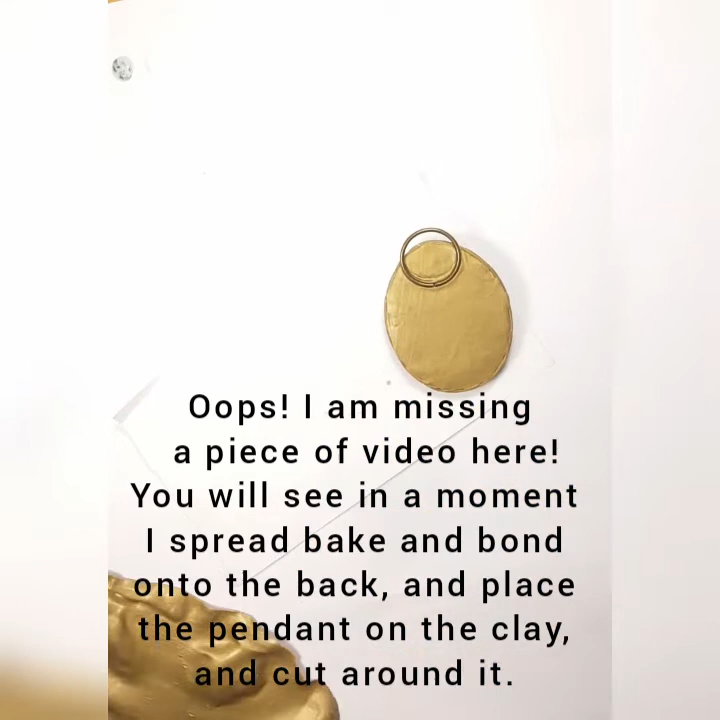 Oops! I am missing
a piece of video here!
You will see in a moment
I spread bake and bond
onto the back, and place
the pendant on the clay,
and cut around it.